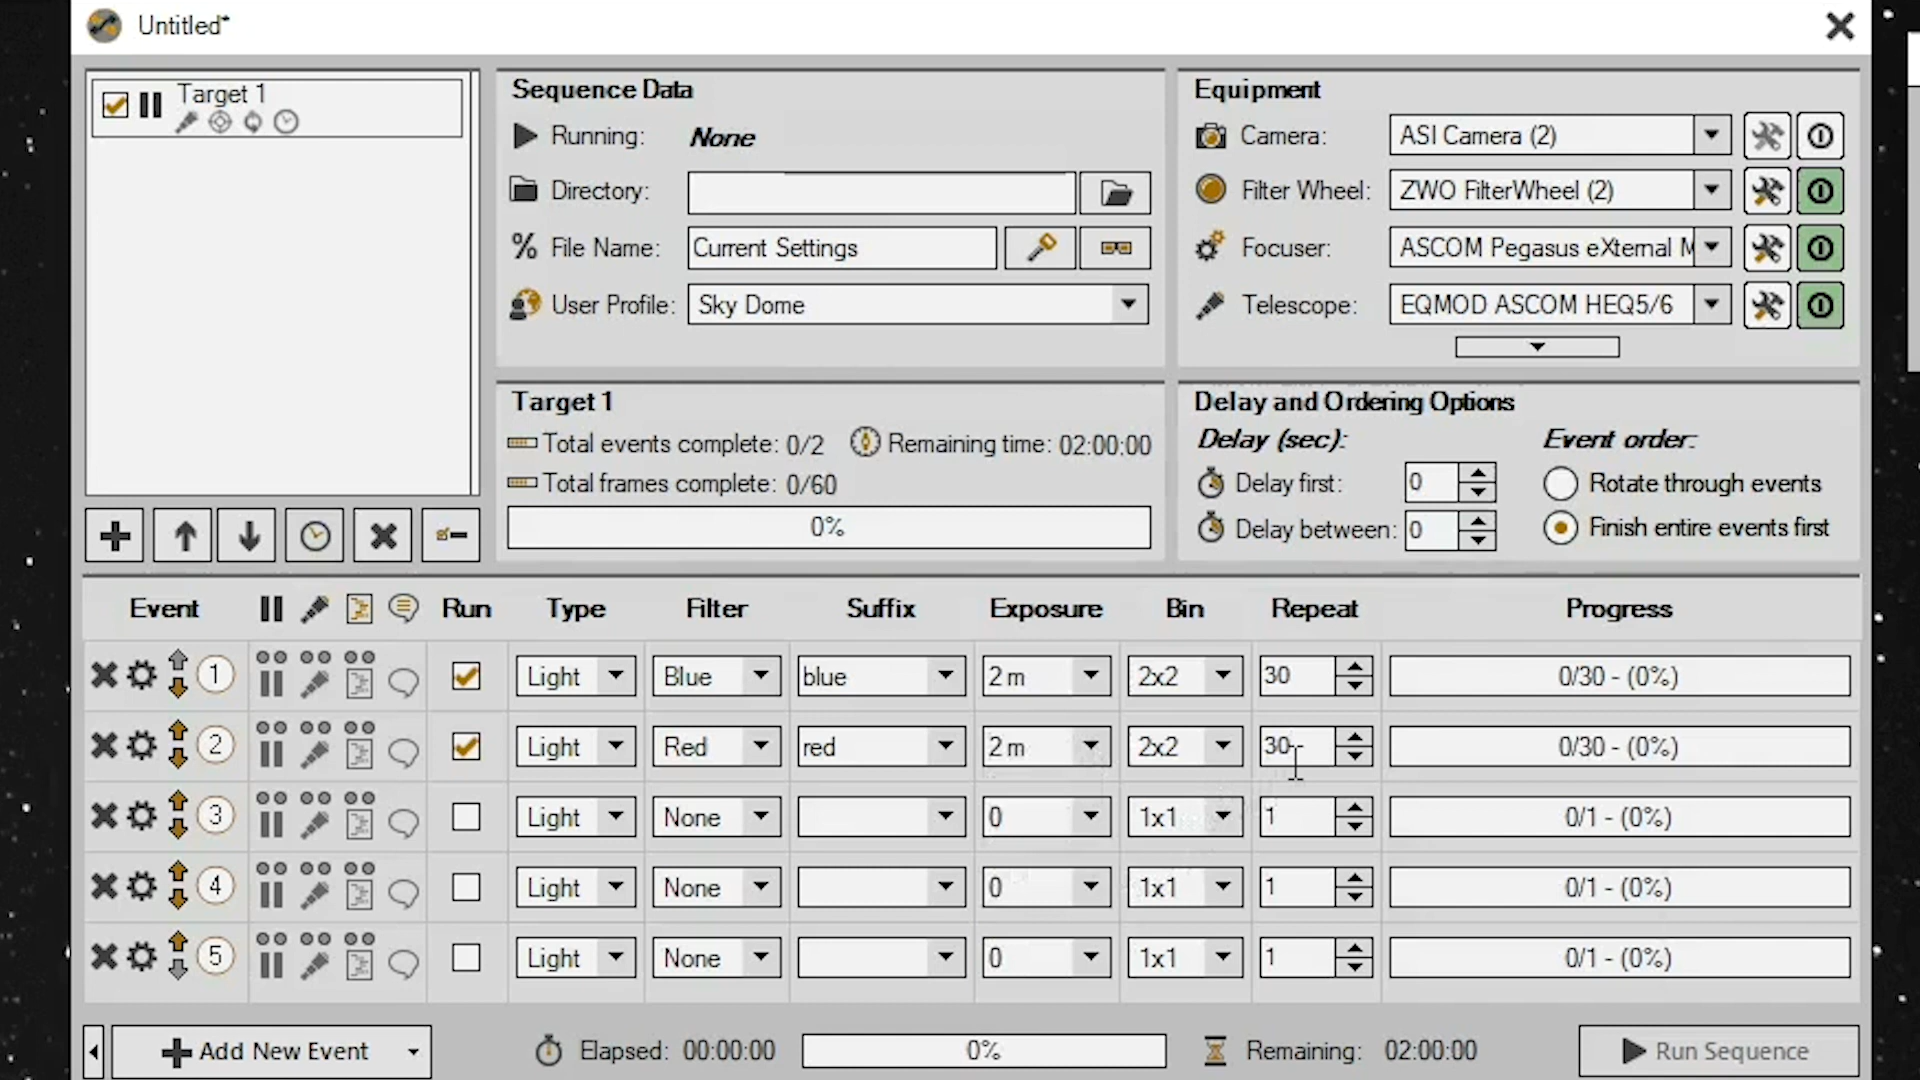 Untitled*
Target 1
Sequence Data
Running: None
Directory:
% File Name: Current Settings
User Profile: Sky Dome
Equipment
Camera: ASI Camera (2)
Filter Wheel: ZWO FilterWheel (2)
Focuser: ASCOM Pegasus eXternal M
Telescope: EQMOD ASCOM HEQ5/6
Target 1
Total events complete: 0/2 Remaining time: 02:00:00
Total frames complete: 0/60
0%
Delay and Ordering Options
Delay (sec): Event order:
Delay first: 0 Rotate through events
Delay between: 0 Finish entire events first
Event Run Type Filter Suffix Exposure Bin Repeat Progress
1 Light Blue blue 2 m 2x2 30 0/30 - (0%)
2 Light Red red 2 m 2x2 30 0/30 - (0%)
3 Light None 0 1x1 1 0/1 - (0%)
4 Light None 0 1x1 1 0/1 - (0%)
5 Light None 0 1x1 1 0/1 - (0%)
Add New Event Elapsed: 00:00:00 0% Remaining: 02:00:00 Run Sequence